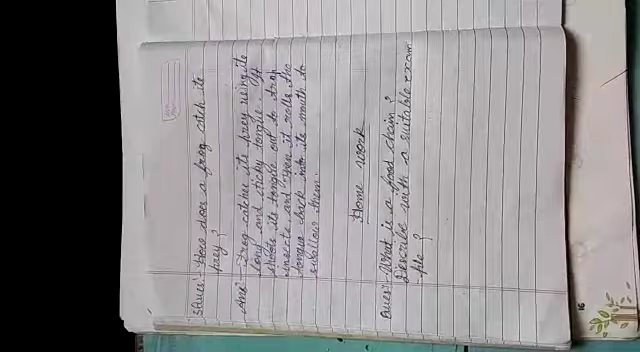 Ques:- How does a frog catch its
prey?
Ans:- Frog catches its prey using its
long and sticky tongue. It
shoots its tongue out to trap
insects and then it rolls the
tongue back into its mouth to
swallow them.
Home work
Ques:- What is a food chain?
Describe with a suitable exam
ple?
16